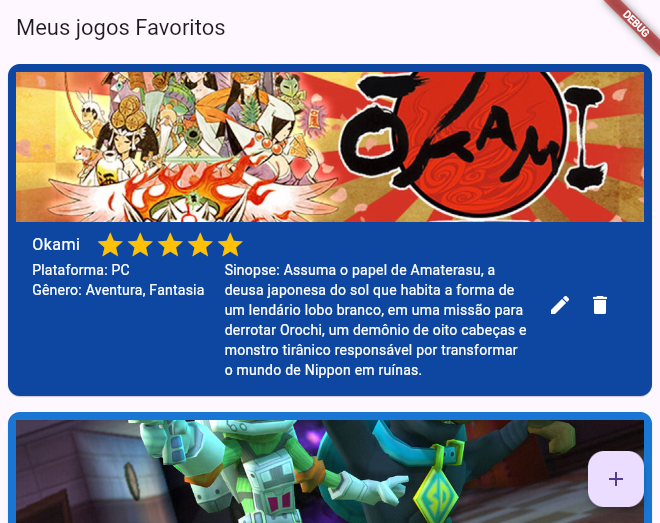 Meus jogos Favoritos
DEBUG
ŌKAMI
Okami
Plataforma: PC
Gênero: Aventura, Fantasia
Sinopse: Assuma o papel de Amaterasu, a
deusa japonesa do sol que habita a forma de
um lendário lobo branco, em uma missão para
derrotar Orochi, um demônio de oito cabeças e
monstro tirânico responsável por transformar
o mundo de Nippon em ruínas.
SD